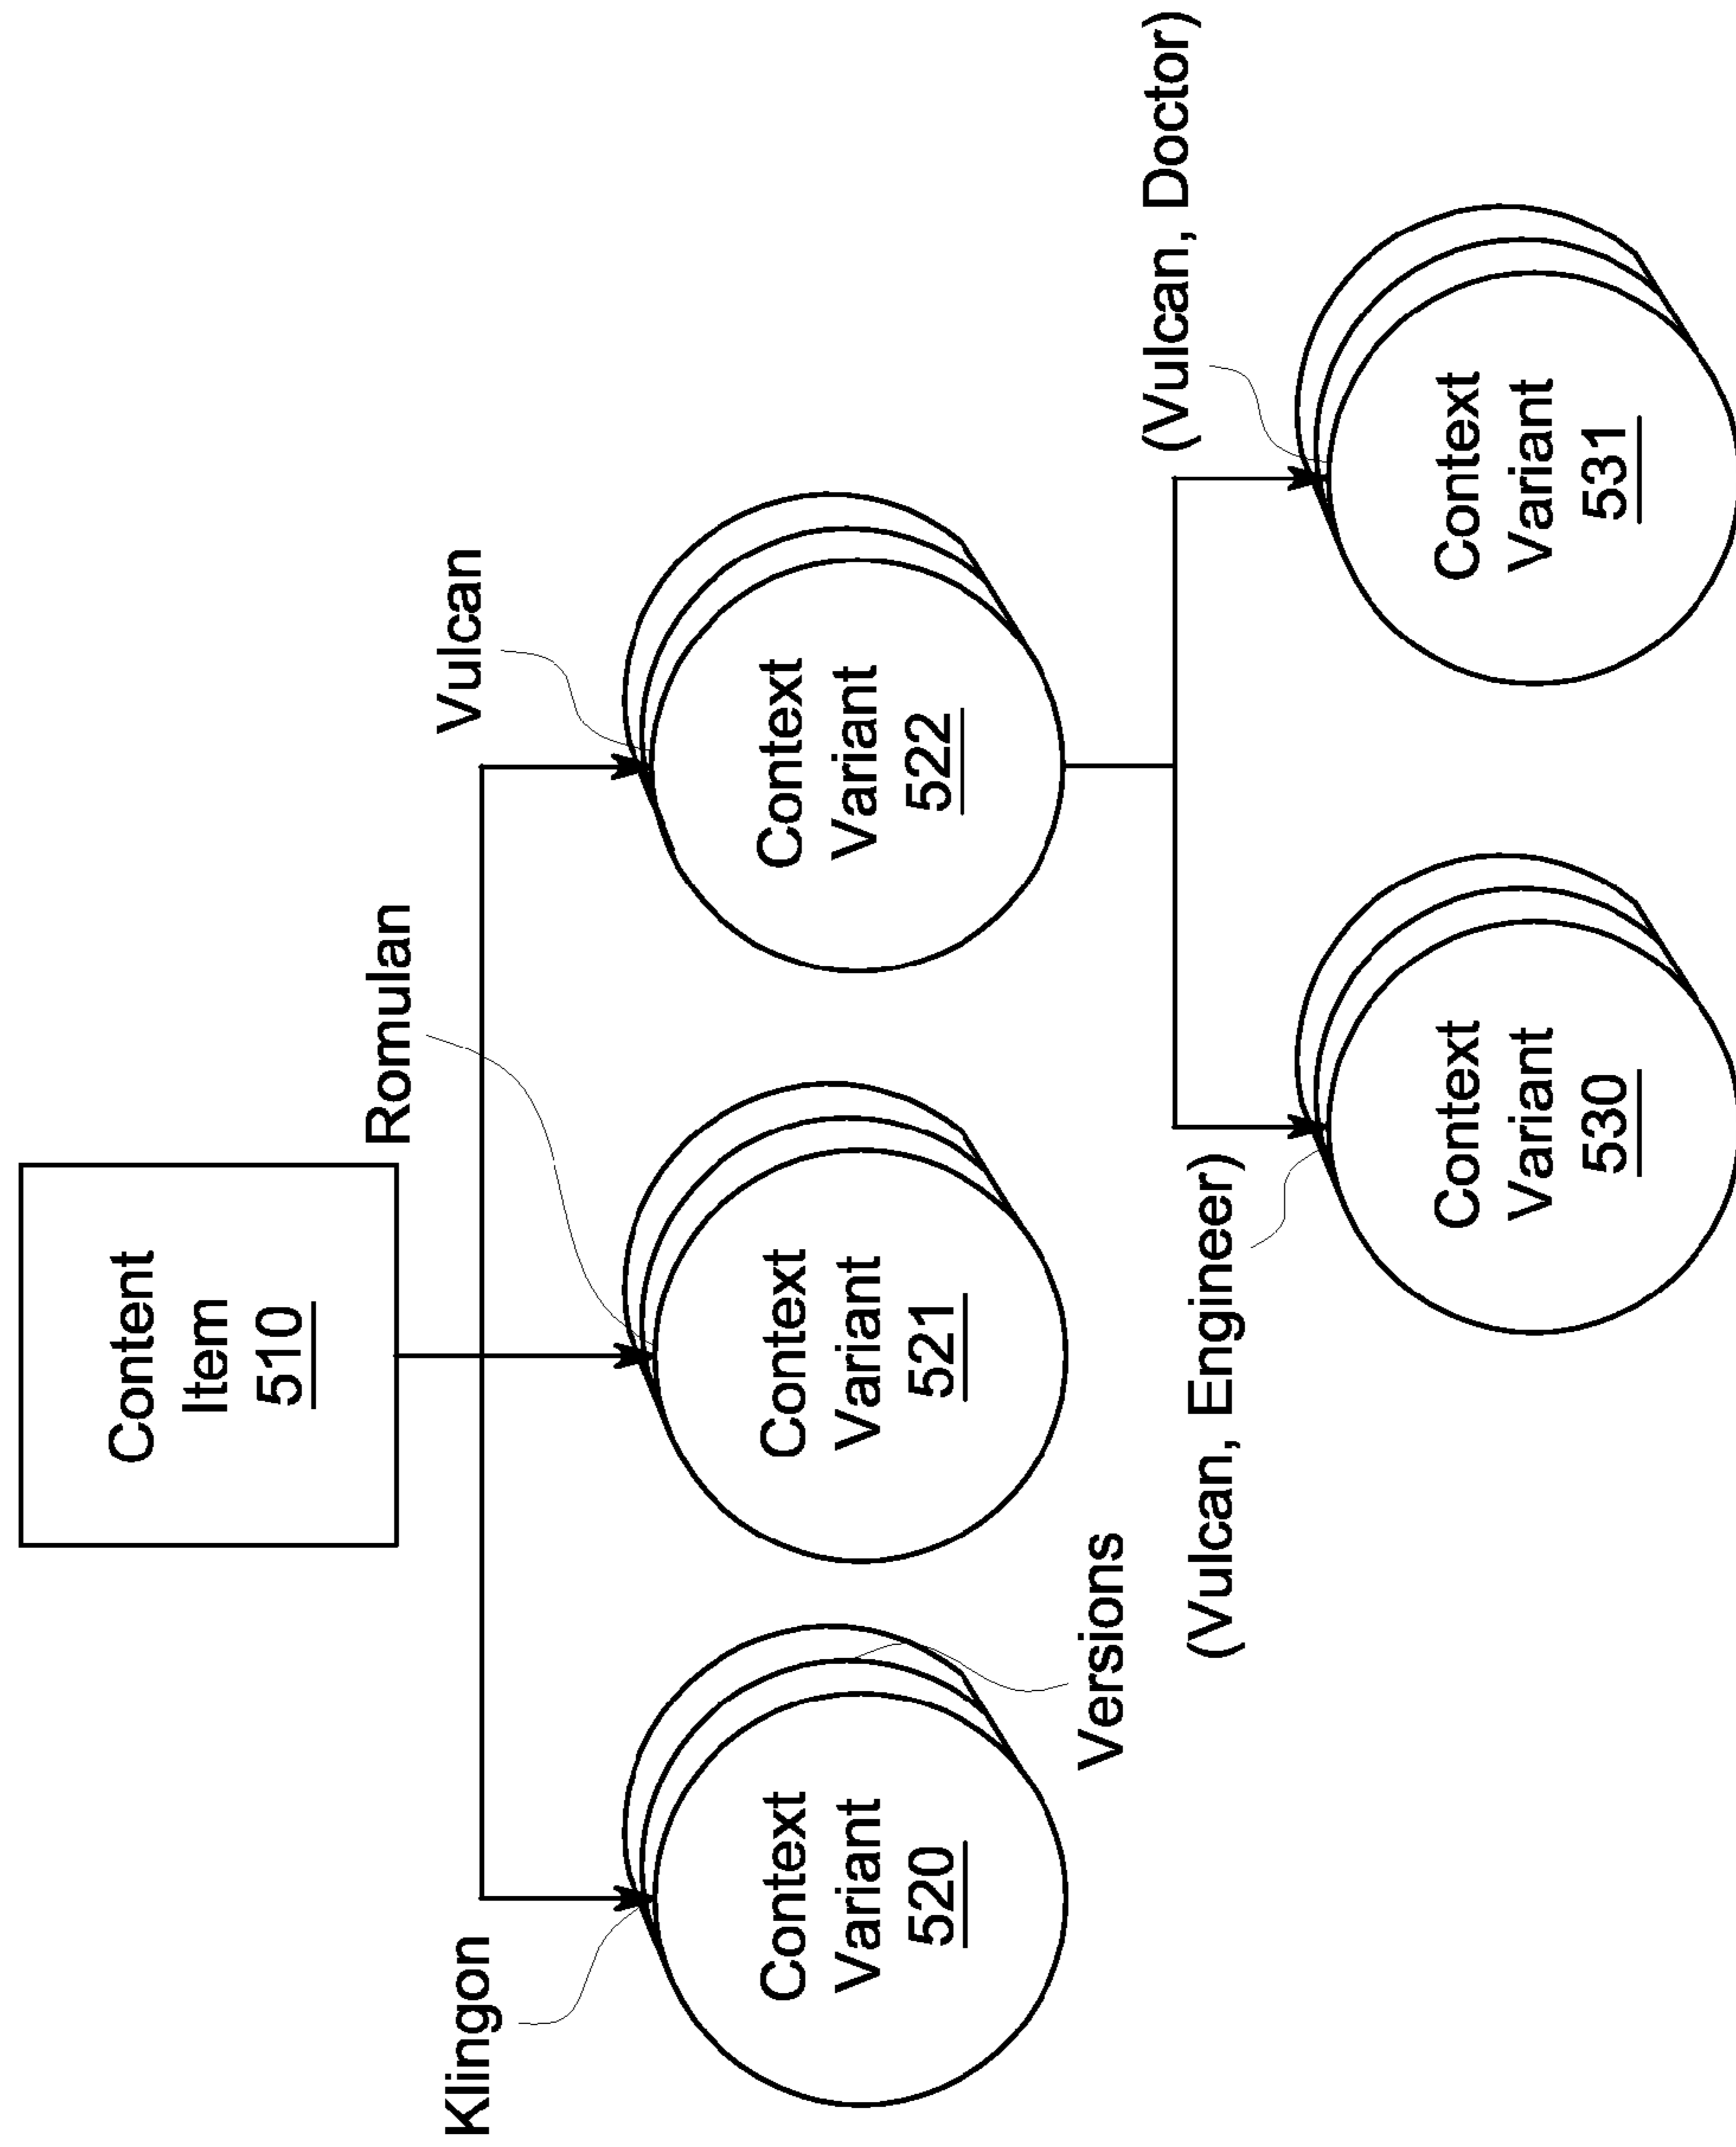 Content
Item
510
Klingon
Romulan
Vulcan
Context
Variant
520
Context
Variant
521
Context
Variant
522
Versions
(Vulcan, Engineer)
(Vulcan, Doctor)
Context
Variant
530
Context
Variant
531